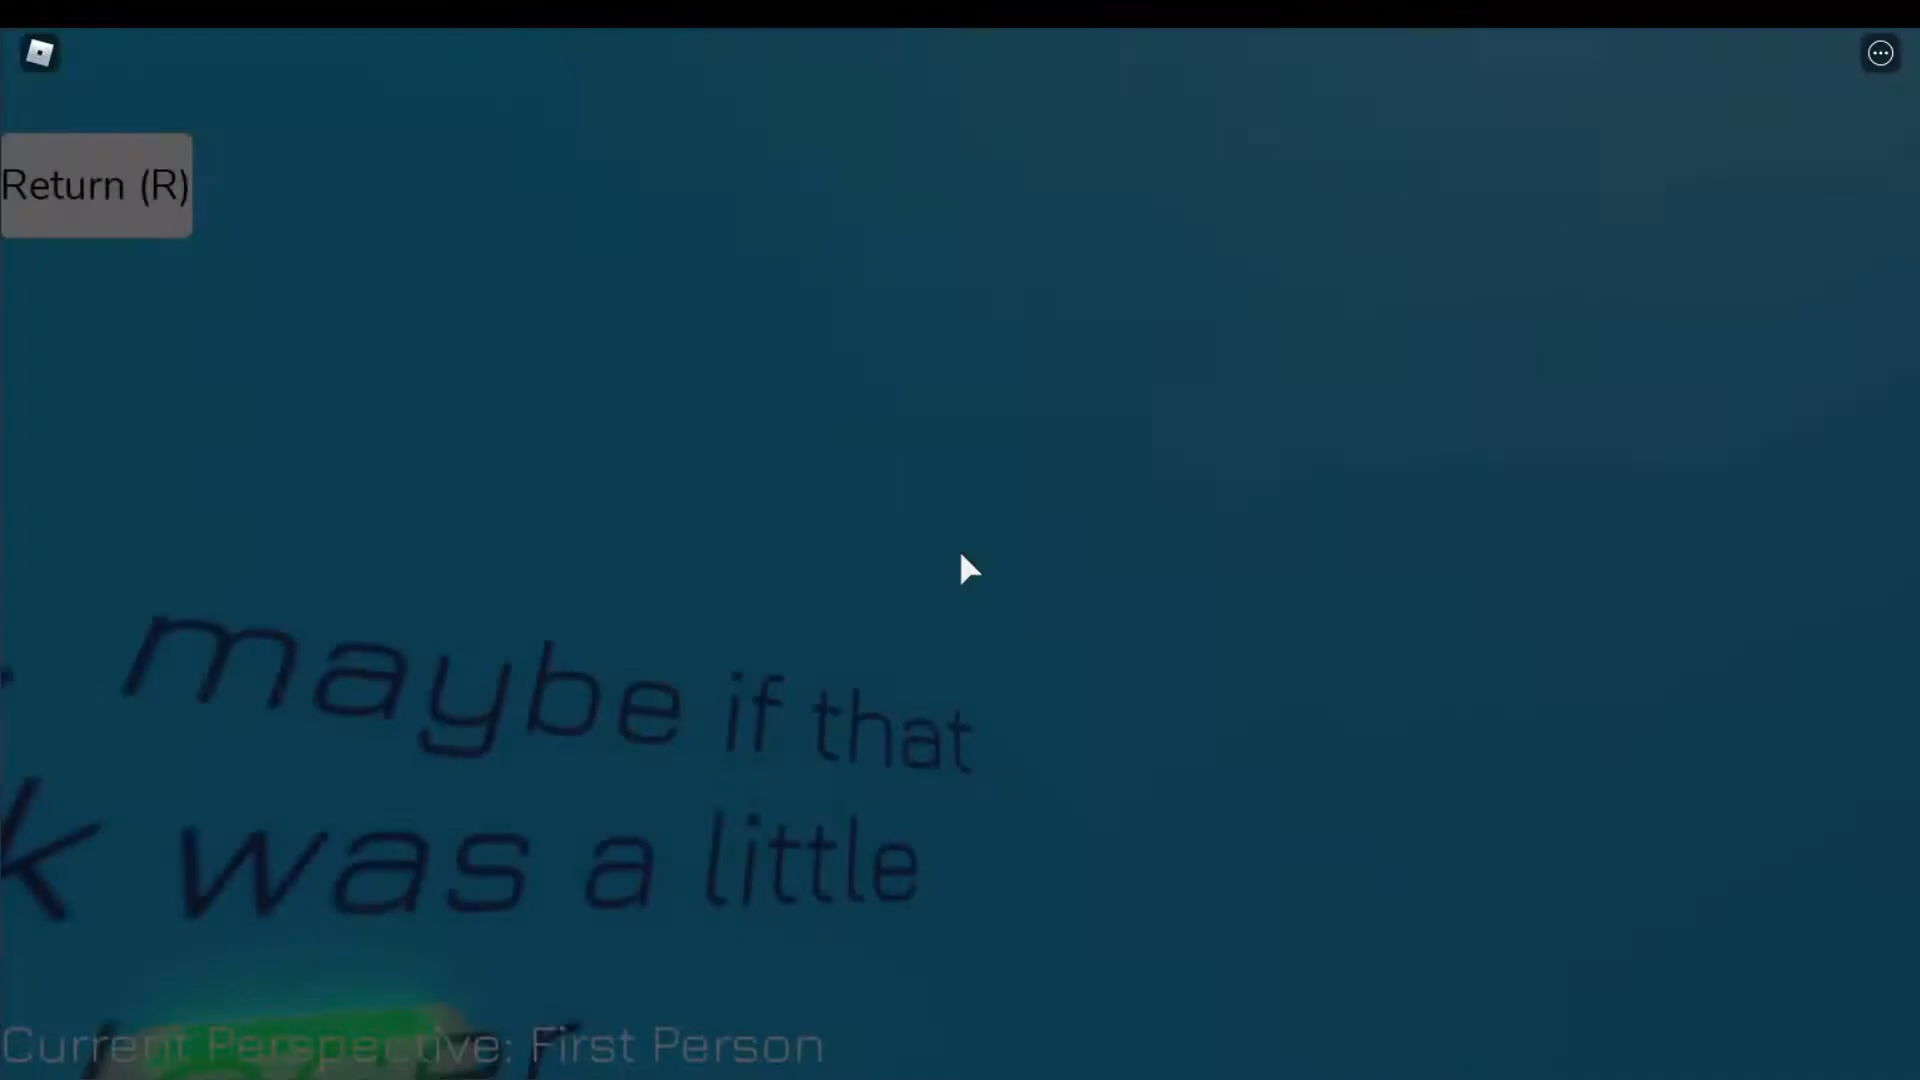 Return (R)
maybe if that
k was a little
Current Perspective: First Person